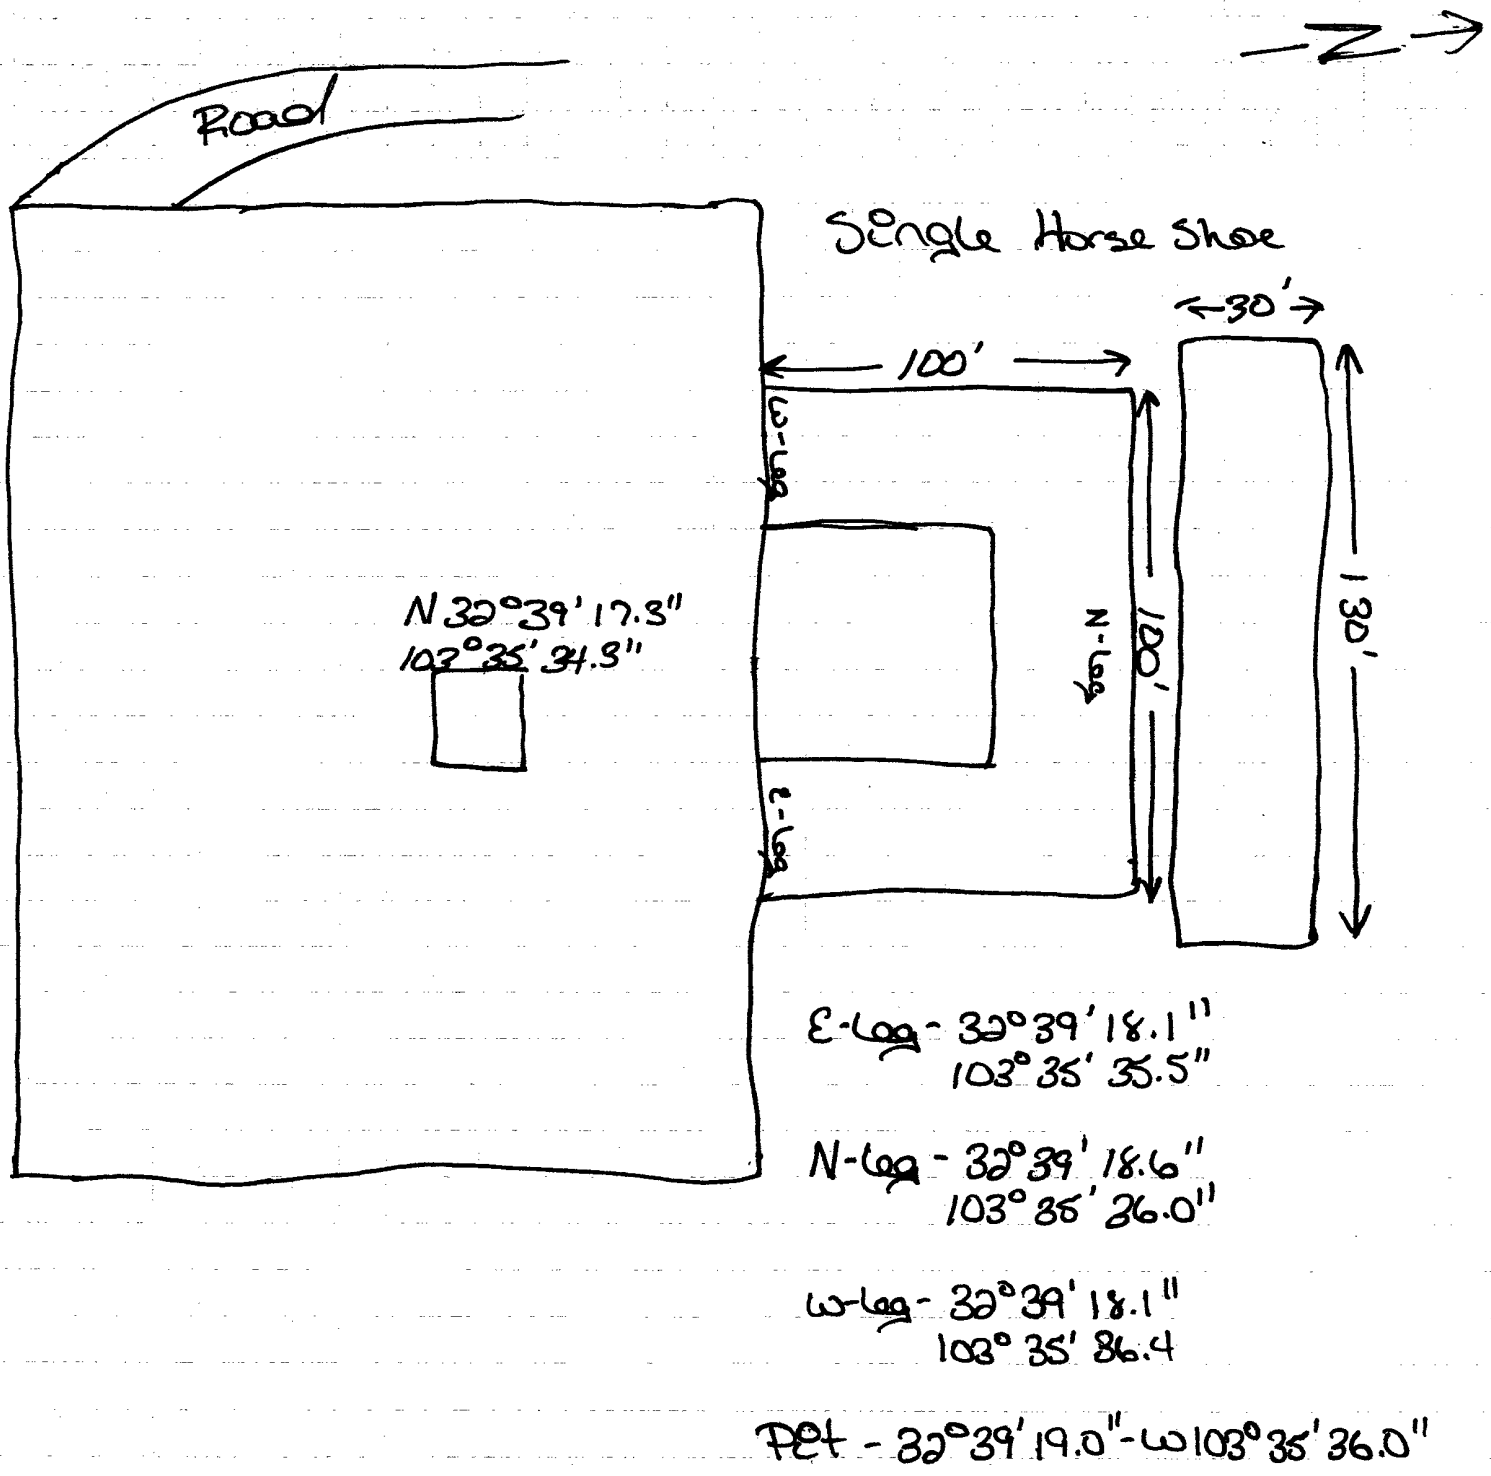 N
Road
Single Horse Shoe
30'
100'
W-Leg
N 32°39'17.3"
103°35'34.3"
N-Leg
100'
130'
E-Leg
E-Leg - 32°39'18.1"
103°35'35.5"
N-Leg - 32°39'18.6"
103°35'36.0"
W-Leg - 32°39'18.1"
103°35'36.4
Pit - 32°39'19.0"-W103°35'36.0"